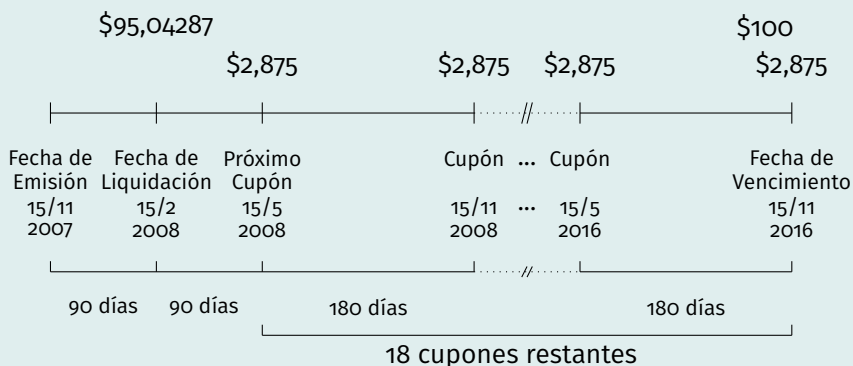 $95,04287 $100
$2,875 $2,875 $2,875 $2,875
Fecha de Fecha de Próximo Cupón ... Cupón Fecha de
Emisión Liquidación Cupón Vencimiento
15/11 15/2 15/5 15/11 ... 15/5 15/11
2007 2008 2008 2008 2016 2016
90 días 90 días 180 días 180 días
18 cupones restantes